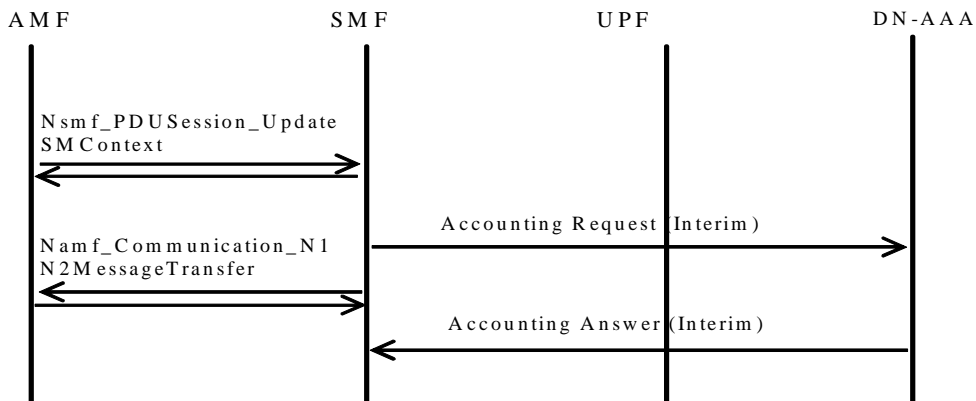 AMF SMF UPF DN-AAA
Nsmf_PDUSession_Update
SMContext
Accounting Request (Interim)
Namf_Communication_N1
N2MessageTransfer
Accounting Answer (Interim)